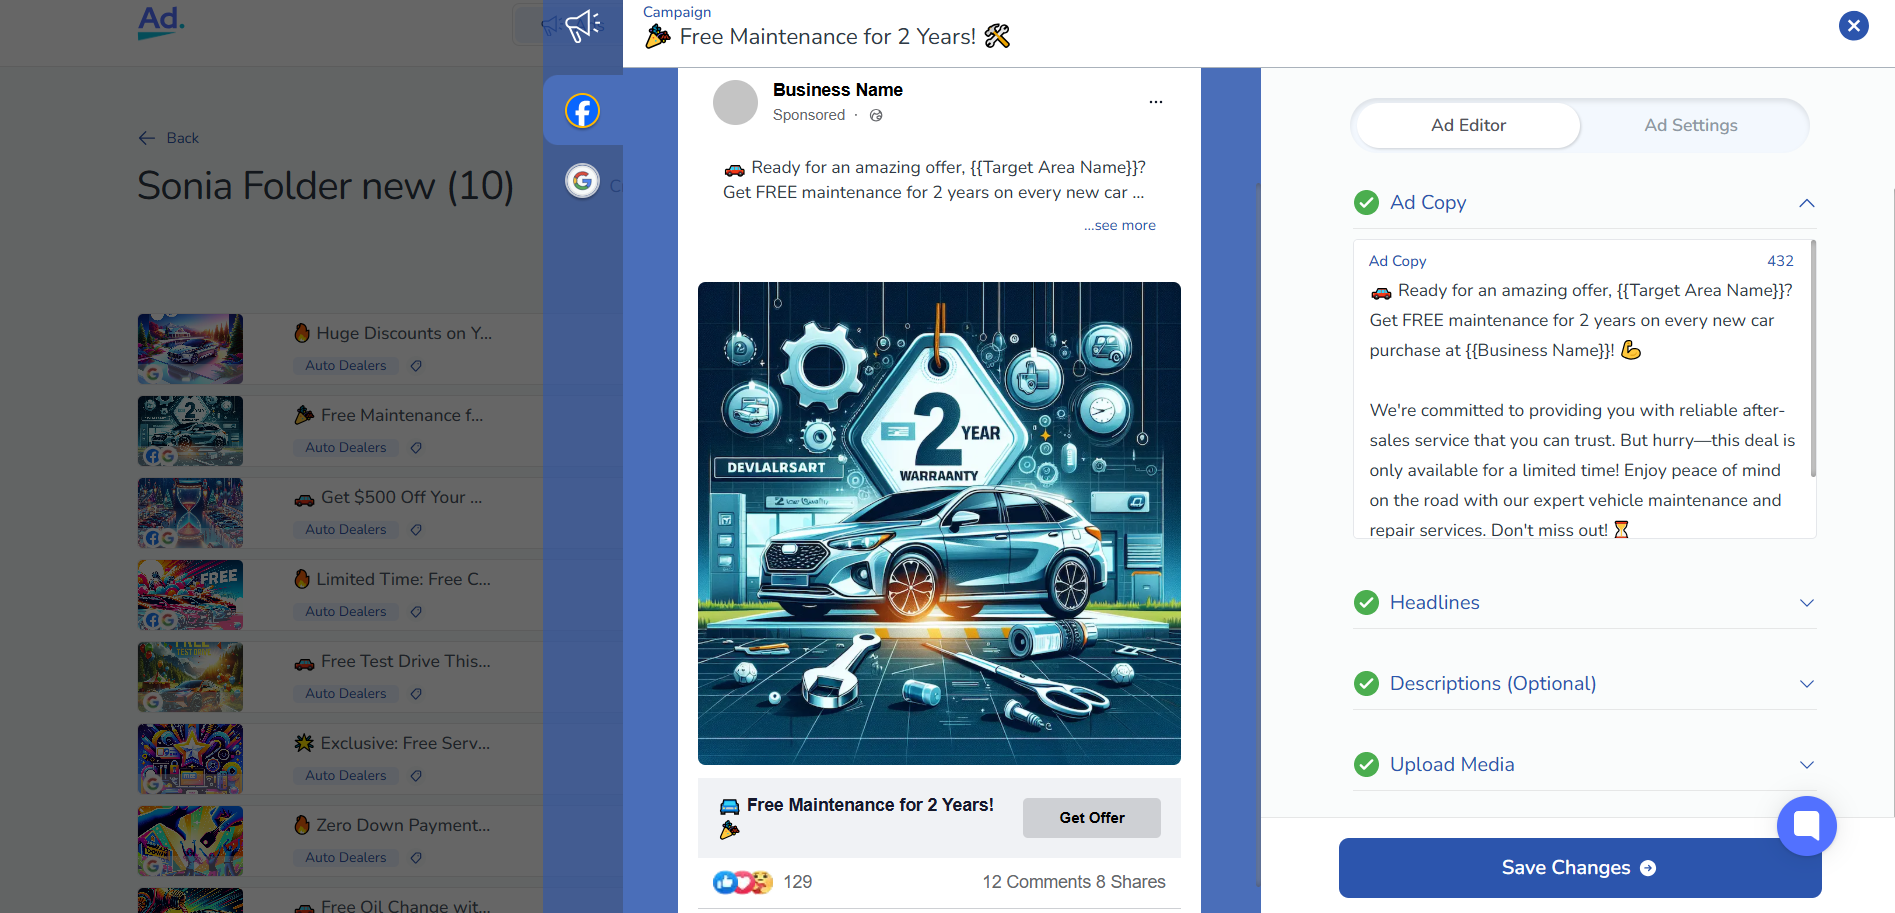 Ad.
Back
Sonia Folder new (10)
🔥 Huge Discounts on Y...
Auto Dealers
🎉 Free Maintenance f...
Auto Dealers
🚗 Get $500 Off Your ...
Auto Dealers
🔥 Limited Time: Free C...
Auto Dealers
FREE
🚗 Free Test Drive This...
Auto Dealers
FREE
TEST DRIVE
🌟 Exclusive: Free Serv...
Auto Dealers
🔥 Zero Down Payment...
Auto Dealers
🚗 Free Oil Change wit...
Campaign
🎉 Free Maintenance for 2 Years! 🛠️
Business Name
Sponsored ·
...
🚗 Ready for an amazing offer, {{Target Area Name}}?
Get FREE maintenance for 2 years on every new car ...
...see more
2 YEAR
WARRAANTY
DEVLALRSART
🚘 Free Maintenance for 2 Years!
🎉
Get Offer
129
12 Comments 8 Shares
Ad Editor
Ad Settings
Ad Copy
Ad Copy
432
🚗 Ready for an amazing offer, {{Target Area Name}}?
Get FREE maintenance for 2 years on every new car
purchase at {{Business Name}}! 💪
We're committed to providing you with reliable after-
sales service that you can trust. But hurry—this deal is
only available for a limited time! Enjoy peace of mind
on the road with our expert vehicle maintenance and
repair services. Don't miss out! ⏳
Headlines
Descriptions (Optional)
Upload Media
Save Changes